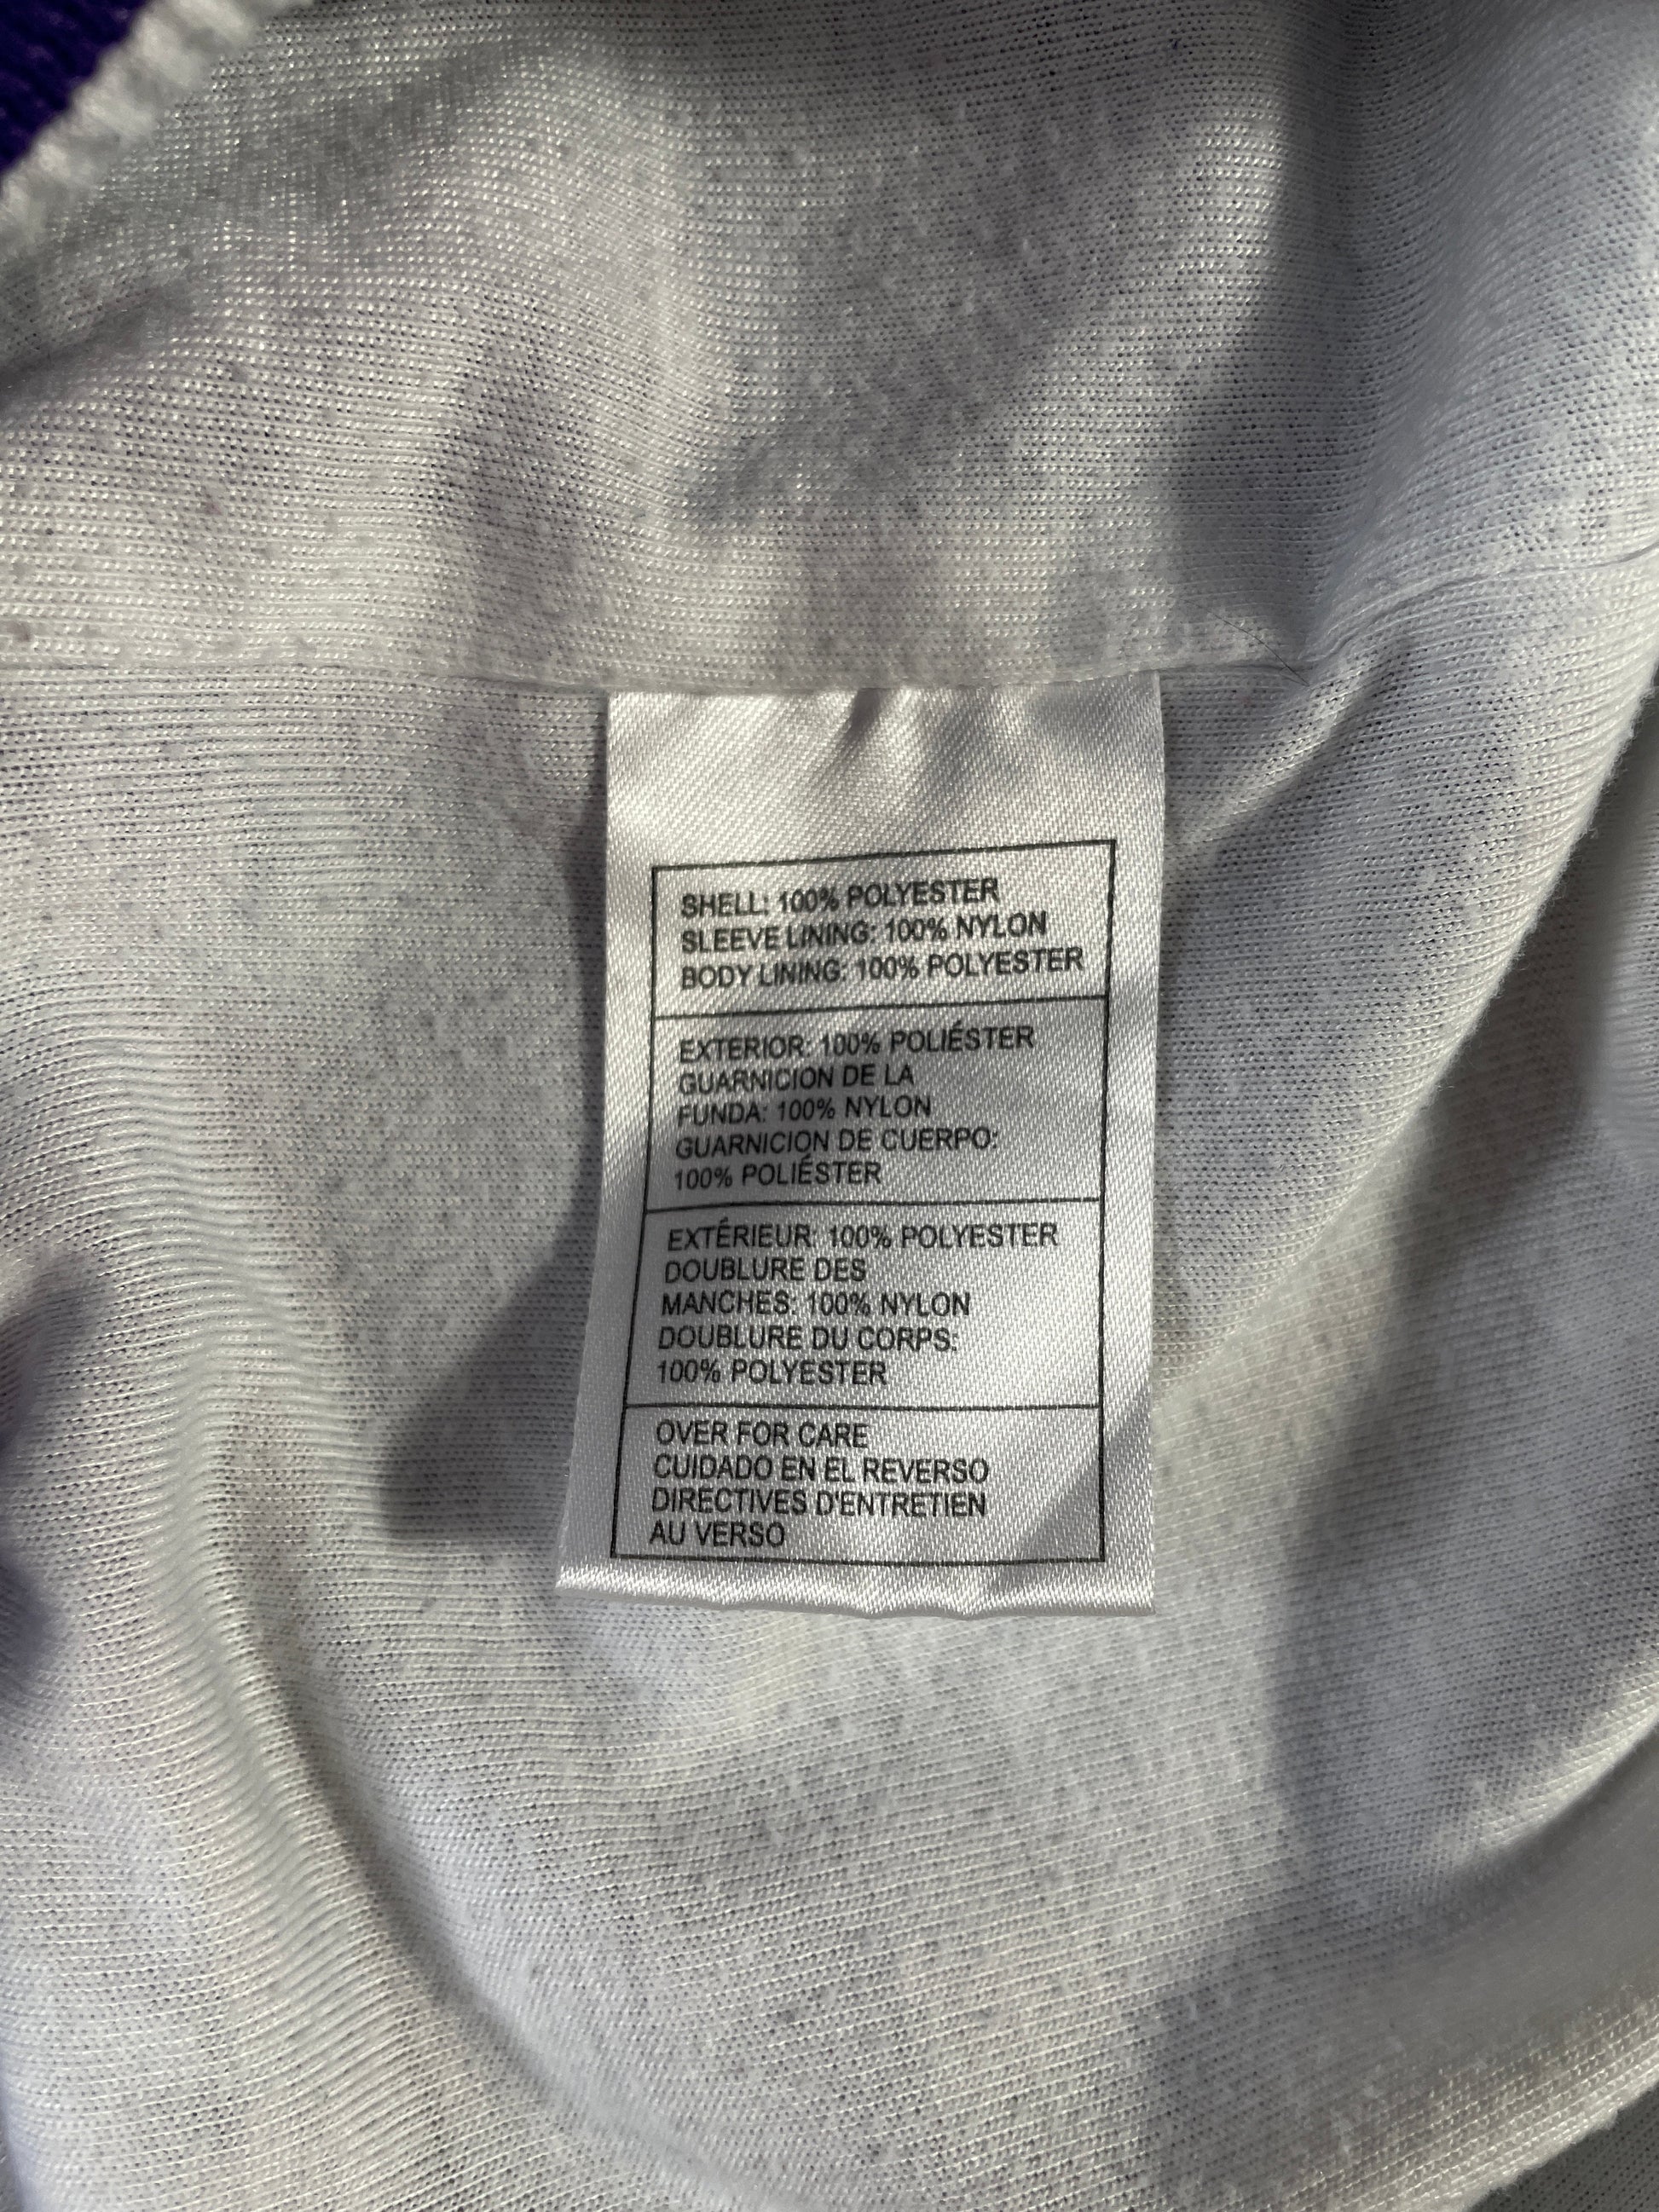 SHELL: 100% POLYESTER
SLEEVE LINING: 100% NYLON
BODY LINING: 100% POLYESTER
EXTERIOR: 100% POLIÉSTER
GUARNICION DE LA
FUNDA: 100% NYLON
GUARNICION DE CUERPO:
100% POLIÉSTER
EXTÉRIEUR: 100% POLYESTER
DOUBLURE DES
MANCHES: 100% NYLON
DOUBLURE DU CORPS:
100% POLYESTER
OVER FOR CARE
CUIDADO EN EL REVERSO
DIRECTIVES D'ENTRETIEN
AU VERSO